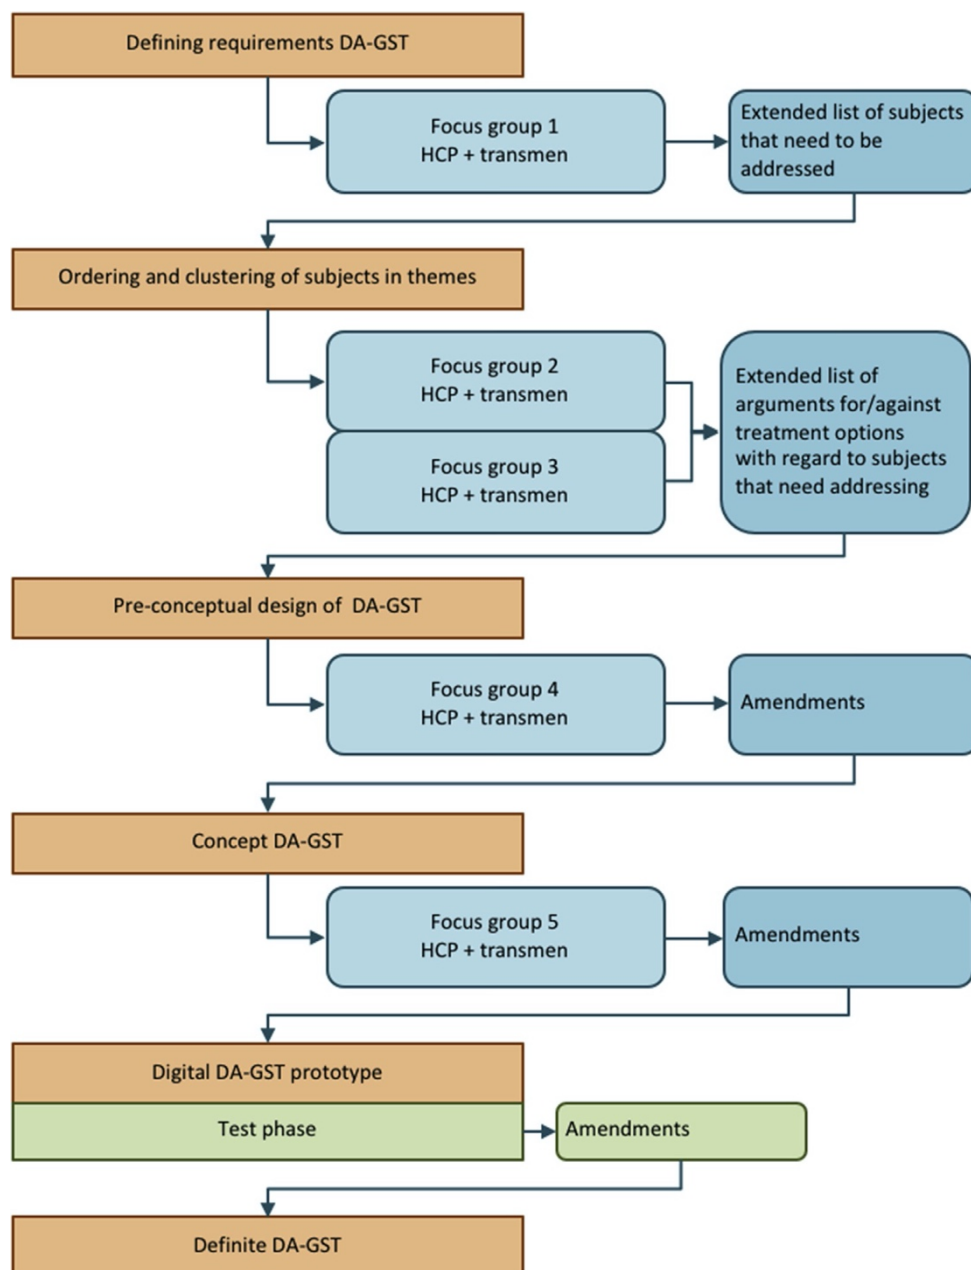 Defining requirements DA-GST
Focus group 1
HCP + transmen
Extended list of subjects
that need to be
addressed
Ordering and clustering of subjects in themes
Focus group 2
HCP + transmen
Focus group 3
HCP + transmen
Extended list of
arguments for/against
treatment options
with regard to subjects
that need addressing
Pre-conceptual design of DA-GST
Focus group 4
HCP + transmen
Amendments
Concept DA-GST
Focus group 5
HCP + transmen
Amendments
Digital DA-GST prototype
Test phase
Amendments
Definite DA-GST